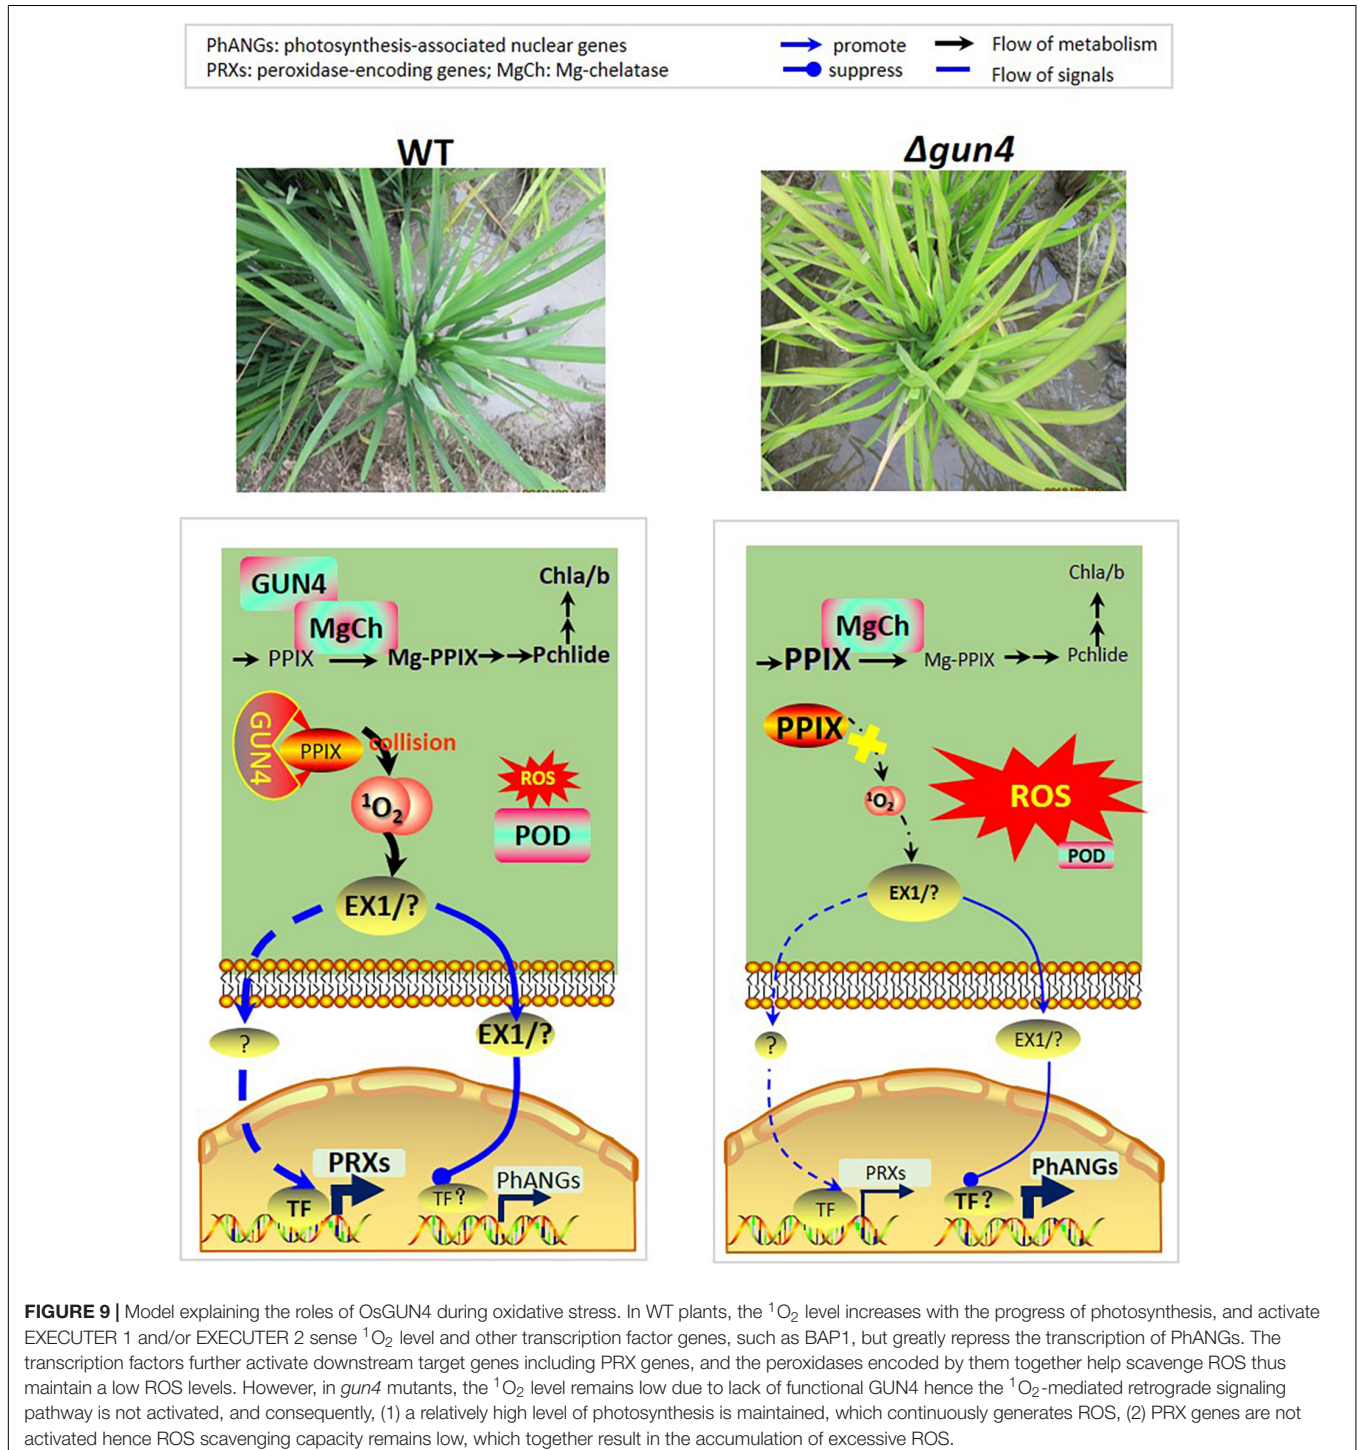 PhANGs: photosynthesis-associated nuclear genes
PRXs: peroxidase-encoding genes; MgCh: Mg-chelatase
promote
suppress
Flow of metabolism
Flow of signals
WT
Δgun4
GUN4
MgCh
Chla/b
PPIX
Mg-PPIX
Pchlide
GUN4
PPIX
collision
¹O₂
ROS
POD
EX1/?
?
EX1/?
PRXs
TF
TF?
PhANGs
MgCh
Chla/b
PPIX
Mg-PPIX
Pchlide
PPIX
¹O₂
ROS
POD
EX1/?
?
EX1/?
PRXs
TF
TF?
PhANGs
FIGURE 9 | Model explaining the roles of OsGUN4 during oxidative stress. In WT plants, the ¹O₂ level increases with the progress of photosynthesis, and activate
EXECUTER 1 and/or EXECUTER 2 sense ¹O₂ level and other transcription factor genes, such as BAP1, but greatly repress the transcription of PhANGs. The
transcription factors further activate downstream target genes including PRX genes, and the peroxidases encoded by them together help scavenge ROS thus
maintain a low ROS levels. However, in gun4 mutants, the ¹O₂ level remains low due to lack of functional GUN4 hence the ¹O₂-mediated retrograde signaling
pathway is not activated, and consequently, (1) a relatively high level of photosynthesis is maintained, which continuously generates ROS, (2) PRX genes are not
activated hence ROS scavenging capacity remains low, which together result in the accumulation of excessive ROS.